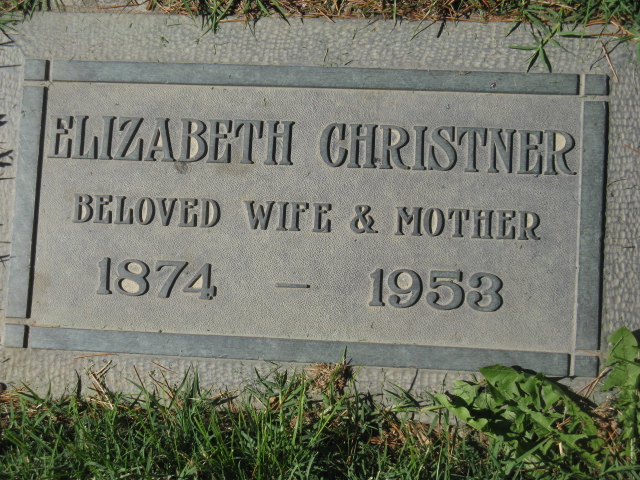 ELIZABETH CHRISTNER
BELOVED WIFE & MOTHER
1874 – 1953